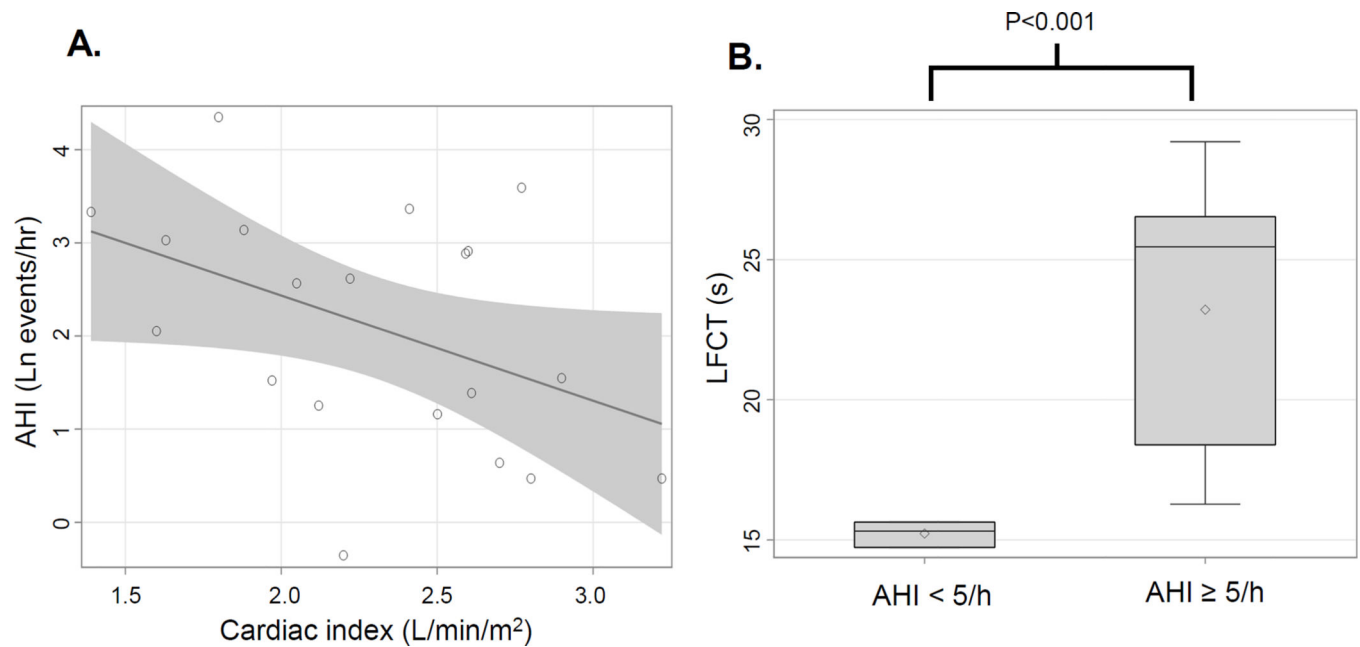 A.
AHI (Ln events/hr)
4
3
2
1
0
1.5 2.0 2.5 3.0
Cardiac index (L/min/m²)
P<0.001
B.
LFCT (s)
30
25
20
15
AHI < 5/h AHI ≥ 5/h